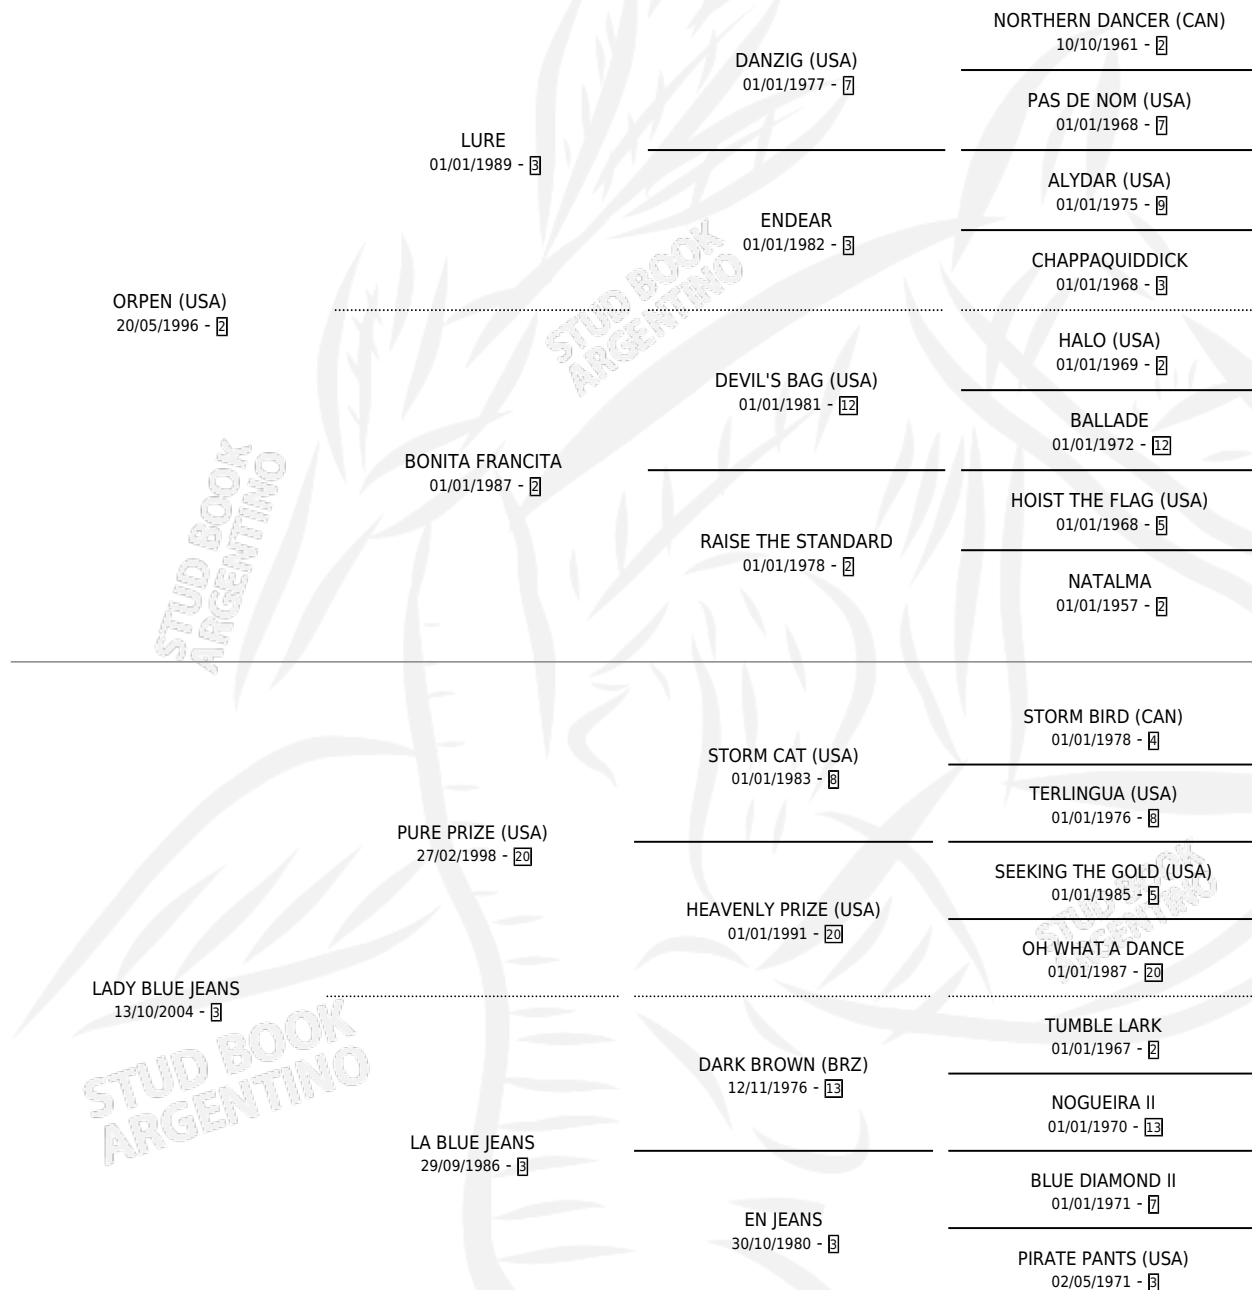 NORTHERN DANCER (CAN)
10/10/1961 - 2
DANZIG (USA)
01/01/1977 - 7
PAS DE NOM (USA)
01/01/1968 - 7
LURE
01/01/1989 - 3
ALYDAR (USA)
01/01/1975 - 9
ENDEAR
01/01/1982 - 3
CHAPPAQUIDDICK
01/01/1968 - 3
ORPEN (USA)
20/05/1996 - 2
HALO (USA)
01/01/1969 - 2
DEVIL'S BAG (USA)
01/01/1981 - 12
BALLADE
01/01/1972 - 12
BONITA FRANCITA
01/01/1987 - 2
HOIST THE FLAG (USA)
01/01/1968 - 5
RAISE THE STANDARD
01/01/1978 - 2
NATALMA
01/01/1957 - 2
STORM BIRD (CAN)
01/01/1978 - 4
STORM CAT (USA)
01/01/1983 - 8
TERLINGUA (USA)
01/01/1976 - 8
PURE PRIZE (USA)
27/02/1998 - 20
SEEKING THE GOLD (USA)
01/01/1985 - 5
HEAVENLY PRIZE (USA)
01/01/1991 - 20
OH WHAT A DANCE
01/01/1987 - 20
LADY BLUE JEANS
13/10/2004 - 3
TUMBLE LARK
01/01/1967 - 2
DARK BROWN (BRZ)
12/11/1976 - 13
NOGUEIRA II
01/01/1970 - 13
LA BLUE JEANS
29/09/1986 - 3
BLUE DIAMOND II
01/01/1971 - 7
EN JEANS
30/10/1980 - 3
PIRATE PANTS (USA)
02/05/1971 - 3
STUD BOOK
ARGENTINO
STUD BOOK
ARGENTINO
STUD BOOK
ARGENTINO
STUD BOOK
ARGENTINO